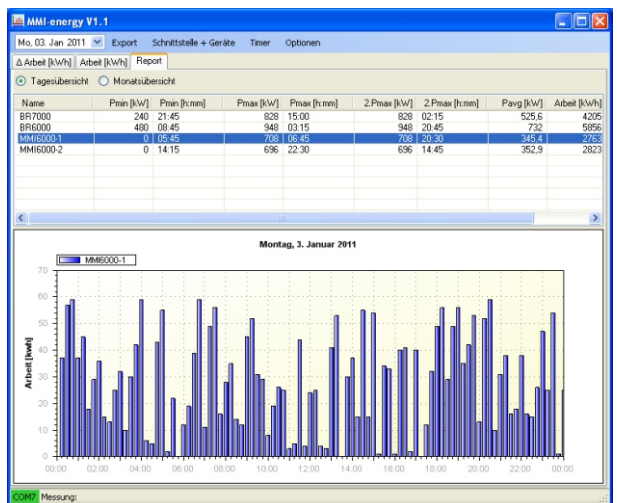 MMI-energy V1.1
Mo, 03. Jan 2011 Export Schnittstelle + Geräte Timer Optionen
Δ Arbeit [kWh] Arbeit [kWh] Report
Tagesübersicht Monatsübersicht
Name Pmin [kW] Pmin [h:mm] Pmax [kW] Pmax [h:mm] 2.Pmax [kW] 2.Pmax [h:mm] Pavg [kW] Arbeit [kWh]
BR7000 240 21:45 828 15:00 828 02:15 525,6 4205
BR6000 480 08:45 948 03:15 948 20:45 732 5856
MMI6000-1 0 05:45 708 06:45 708 20:30 345,4 2763
MMI6000-2 0 14:15 696 22:30 696 14:45 352,9 2823
Montag, 3. Januar 2011
MMI6000-1
70
60
50
40
30
20
10
0
Arbeit [kwh]
00:00 02:00 04:00 06:00 08:00 10:00 12:00 14:00 16:00 18:00 20:00 22:00 00:00
COM7 Messung: